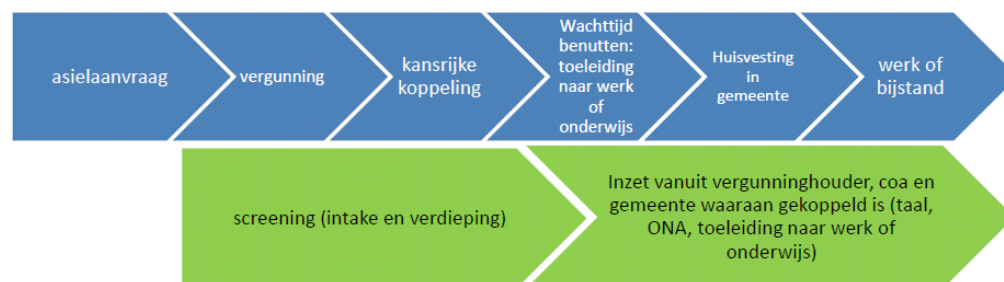 asielaanvraag
vergunning
kansrijke
koppeling
Wachttijd
benutten:
toeleiding
naar werk
of
onderwijs
Huisvesting
in
gemeente
werk of
bijstand
screening (intake en verdieping)
Inzet vanuit vergunninghouder, coa en
gemeente waaraan gekoppeld is (taal,
ONA, toeleiding naar werk of
onderwijs)